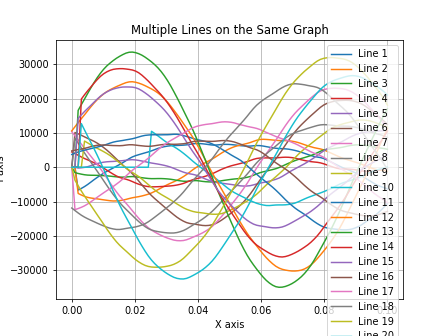 Multiple Lines on the Same Graph
30000
20000
10000
0
−10000
−20000
−30000
0.00
0.02
0.04
0.06
X axis
Line 1
Line 2
Line 3
Line 4
Line 5
Line 6
Line 7
Line 8
Line 9
Line 10
Line 11
Line 12
Line 13
Line 14
Line 15
Line 16
Line 17
Line 18
Line 19
Line 20